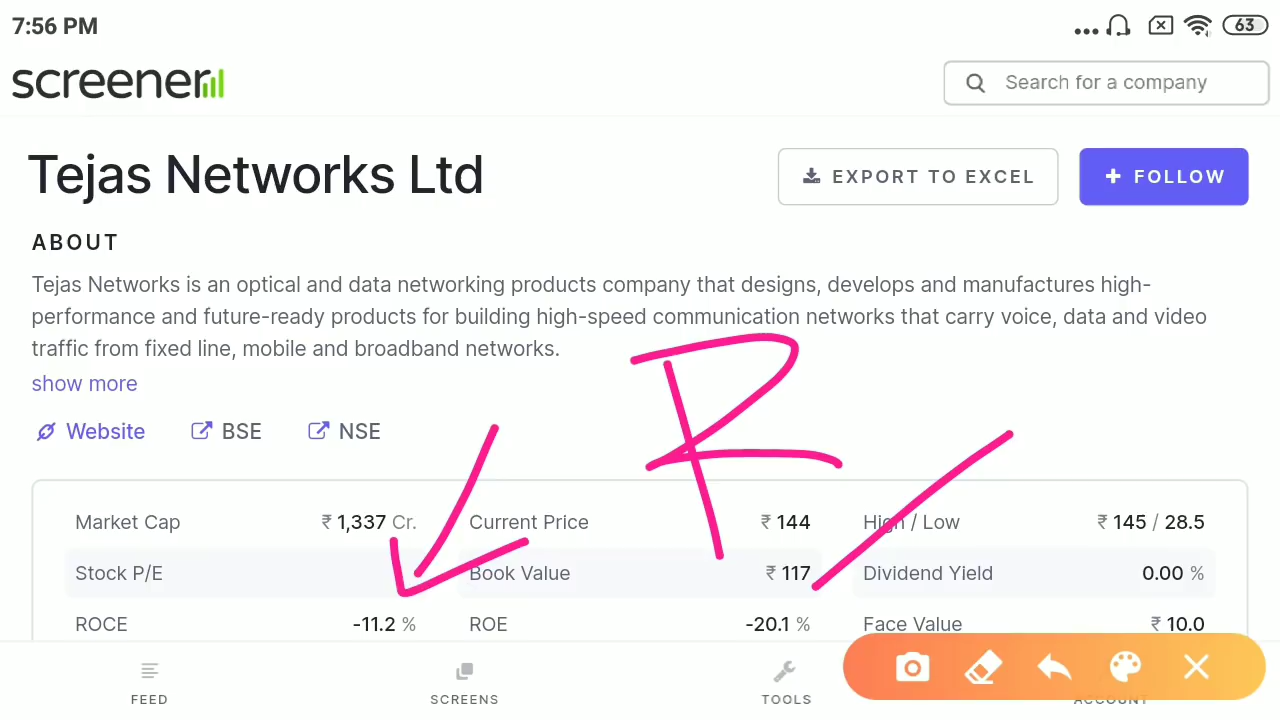 7:56 PM
63
screener
Search for a company
Tejas Networks Ltd
EXPORT TO EXCEL
+ FOLLOW
ABOUT
Tejas Networks is an optical and data networking products company that designs, develops and manufactures high-
performance and future-ready products for building high-speed communication networks that carry voice, data and video
traffic from fixed line, mobile and broadband networks.
show more
Website BSE NSE
R
Market Cap ₹ 1,337 Cr. Current Price ₹ 144 High / Low ₹ 145 / 28.5
Stock P/E Book Value ₹ 117 Dividend Yield 0.00 %
ROCE -11.2 % ROE -20.1 % Face Value ₹ 10.0
FEED SCREENS TOOLS ACCOUNT